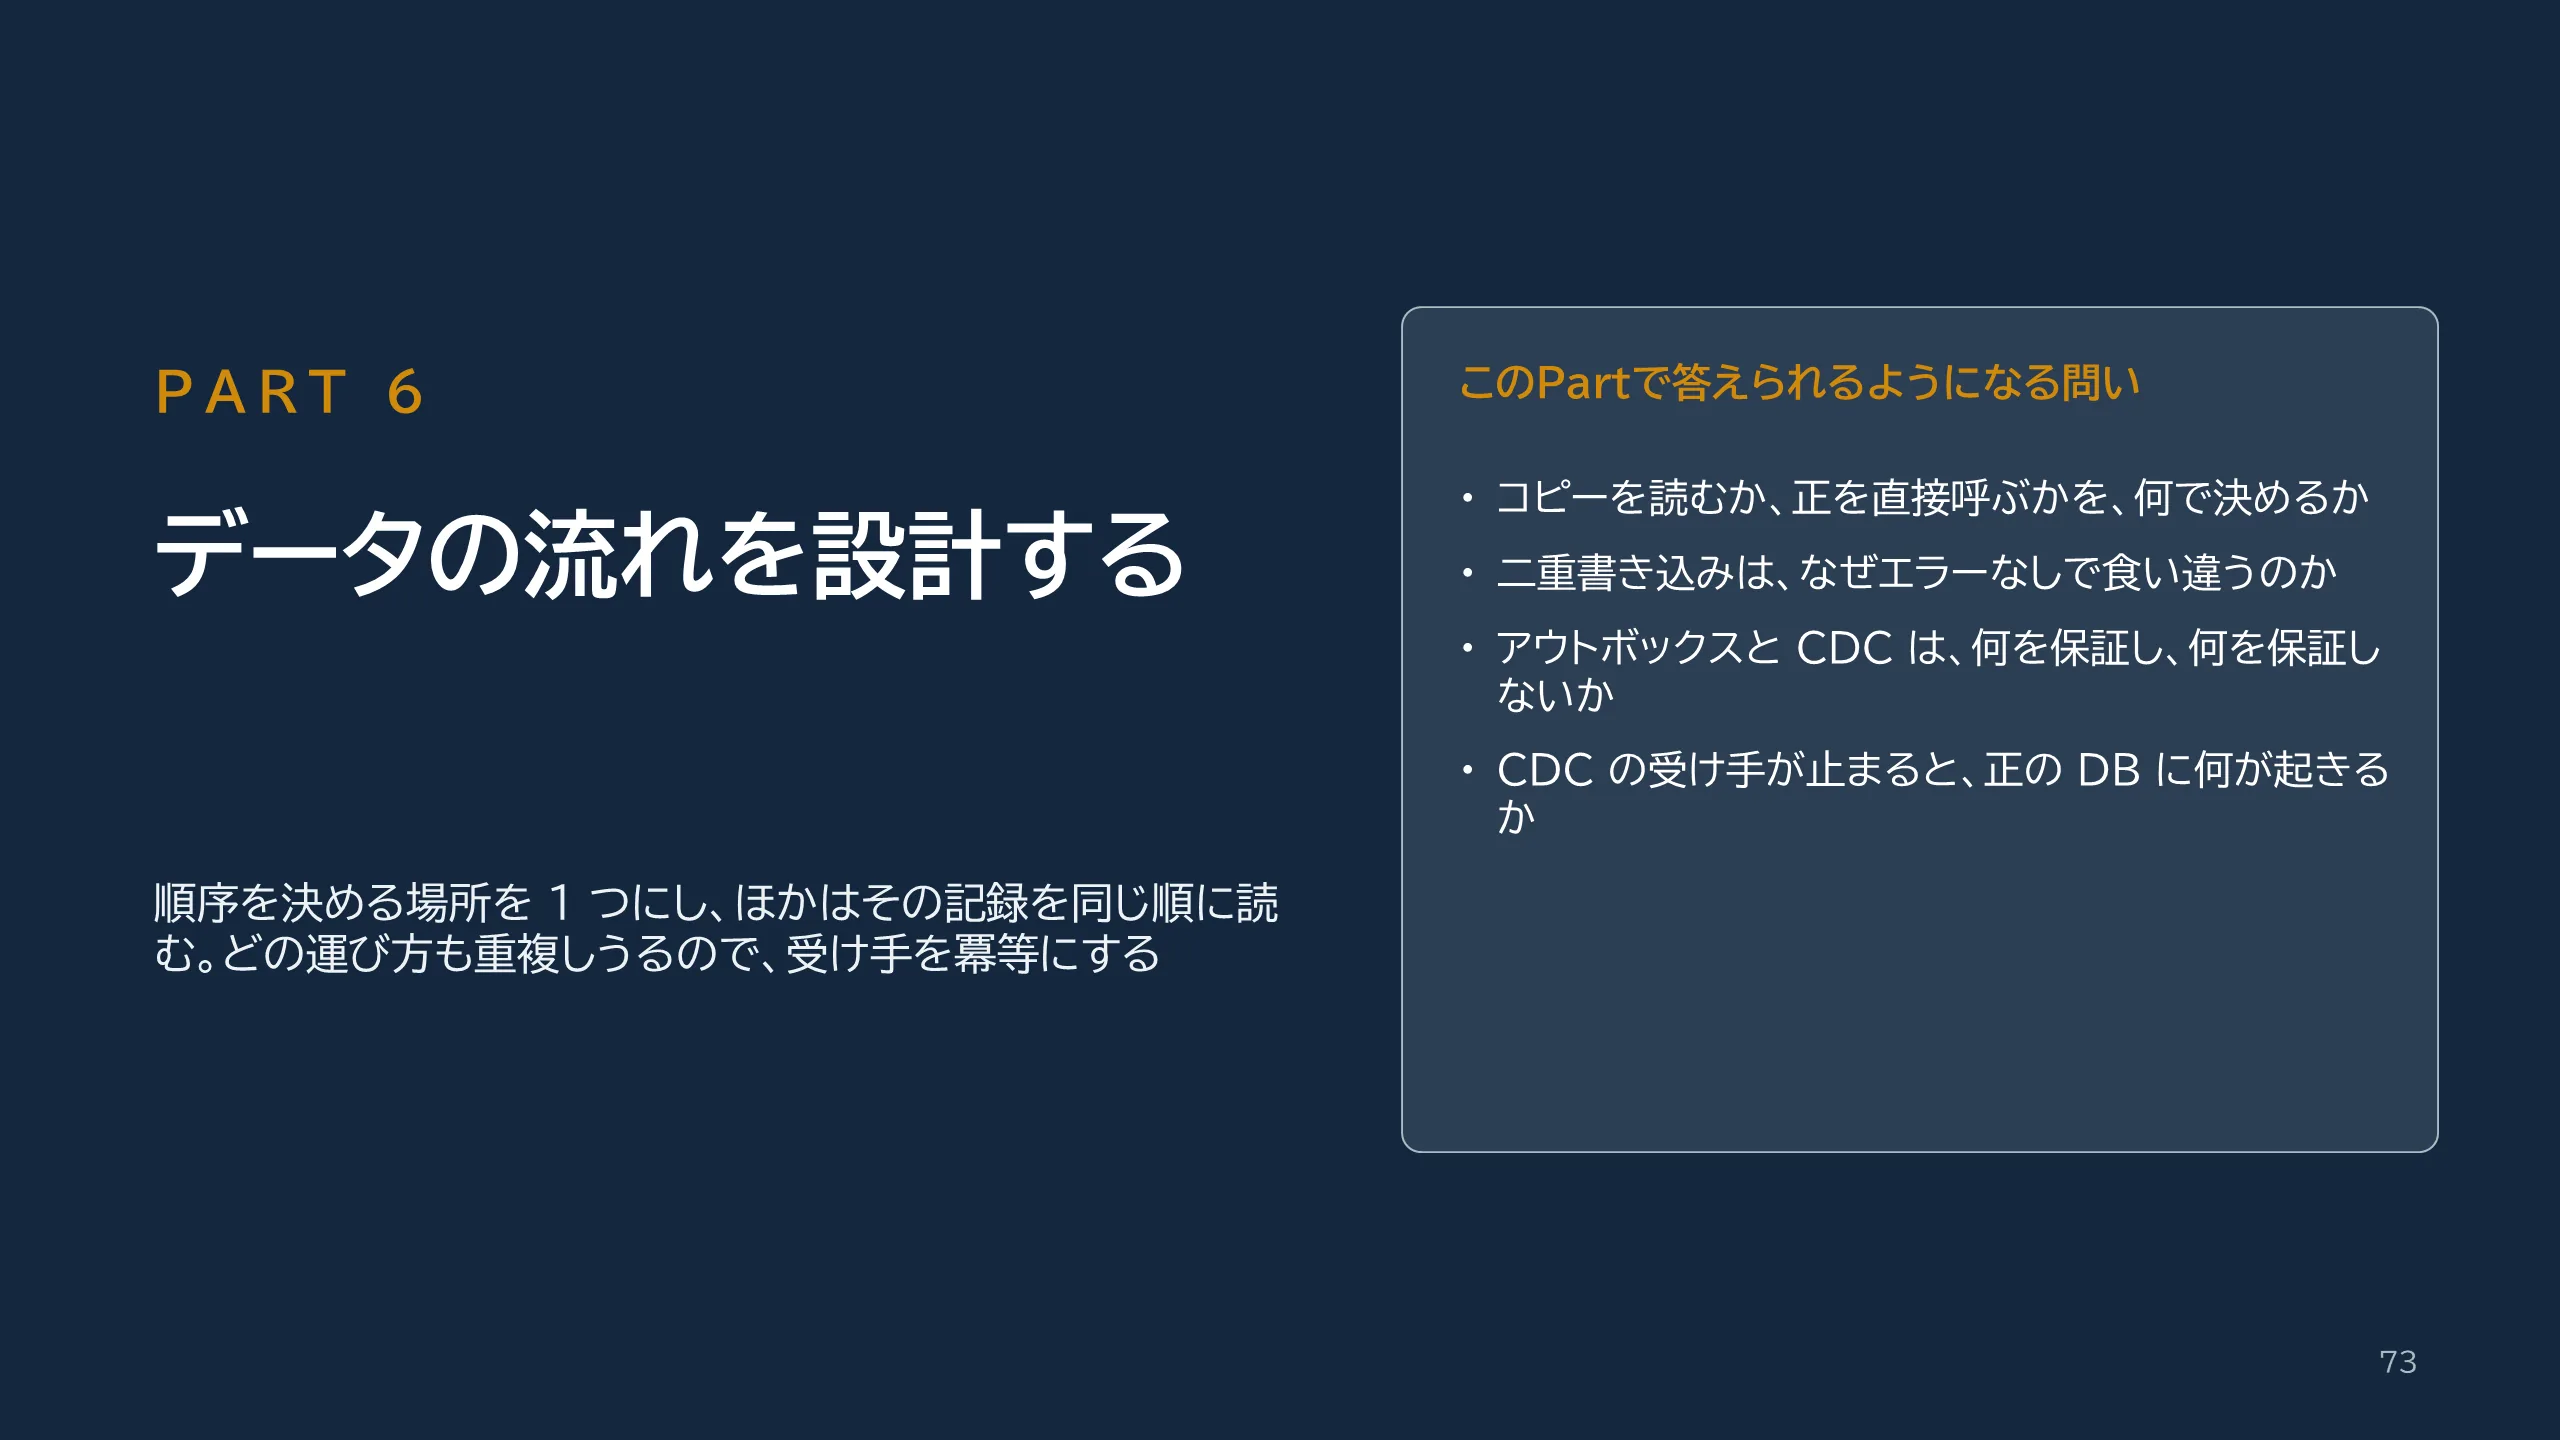 PART 6
データの流れを設計する
順序を決める場所を 1 つにし、ほかはその記録を同じ順に読
む。どの運び方も重複しうるので、受け手を冪等にする
このPartで答えられるようになる問い
• コピーを読むか、正を直接呼ぶかを、何で決めるか
• 二重書き込みは、なぜエラーなしで食い違うのか
• アウトボックスと CDC は、何を保証し、何を保証し
ないか
• CDC の受け手が止まると、正の DB に何が起きる
か
73